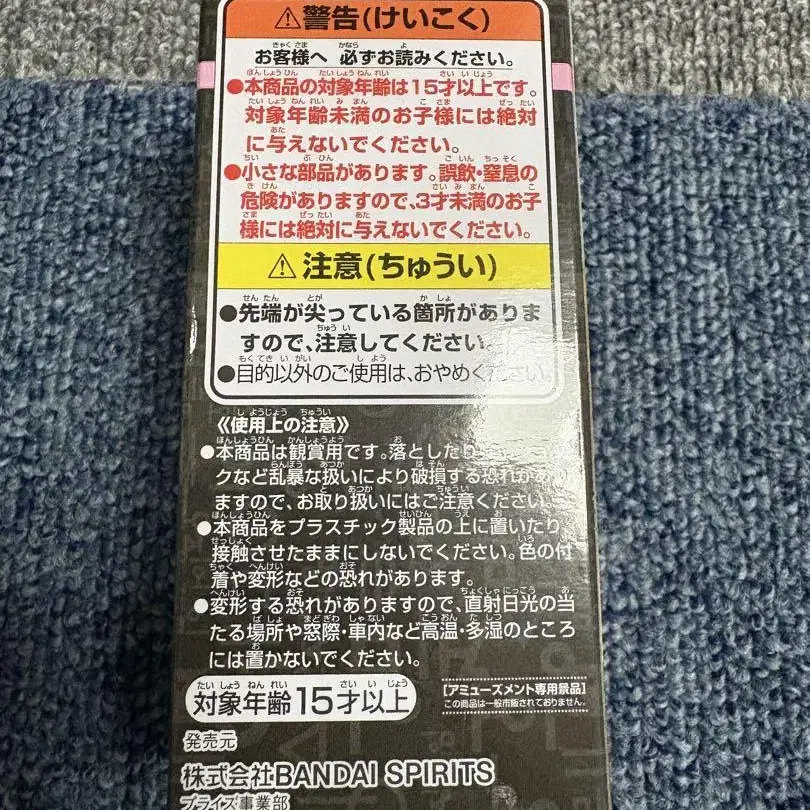 ⚠警告(けいこく)
お客様へ 必ずお読みください。
●本商品の対象年齢は15才以上です。
対象年齢未満のお子様には絶対
に与えないでください。
●小さな部品があります。誤飲・窒息の
危険がありますので、3才未満のお子
様には絶対に与えないでください。
⚠注意(ちゅうい)
●先端が尖っている箇所がありま
すので、注意してください。
●目的以外のご使用は、おやめください。
《使用上の注意》
●本商品は観賞用です。落としたり
クなど乱暴な扱いにより破損する恐れがあり
ますので、お取り扱いにはご注意ください。
●本商品をプラスチック製品の上に置いたり、
接触させたままにしないでください。色の付
着や変形などの恐れがあります。
●変形する恐れがありますので、直射日光の当
たる場所や窓際・車内など高温・多湿のところ
には置かないでください。
対象年齢15才以上
[アミューズメント専用景品]
この商品は一般市販されておりません。
発売元
株式会社BANDAI SPIRITS
プライズ事業部